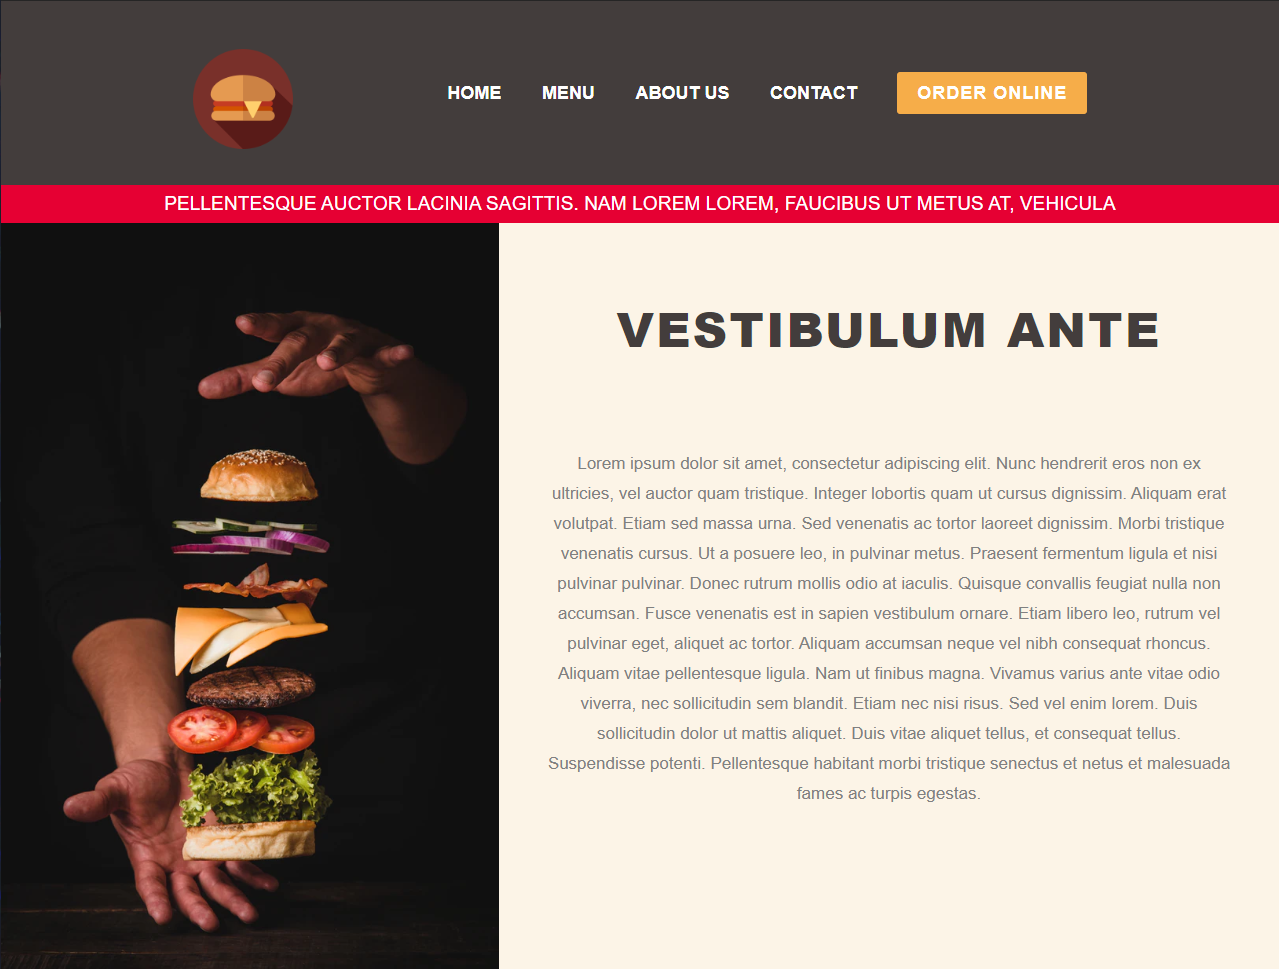 HOME MENU ABOUT US CONTACT ORDER ONLINE
PELLENTESQUE AUCTOR LACINIA SAGITTIS. NAM LOREM LOREM, FAUCIBUS UT METUS AT, VEHICULA
VESTIBULUM ANTE
Lorem ipsum dolor sit amet, consectetur adipiscing elit. Nunc hendrerit eros non ex
ultricies, vel auctor quam tristique. Integer lobortis quam ut cursus dignissim. Aliquam erat
volutpat. Etiam sed massa urna. Sed venenatis ac tortor laoreet dignissim. Morbi tristique
venenatis cursus. Ut a posuere leo, in pulvinar metus. Praesent fermentum ligula et nisi
pulvinar pulvinar. Donec rutrum mollis odio at iaculis. Quisque convallis feugiat nulla non
accumsan. Fusce venenatis est in sapien vestibulum ornare. Etiam libero leo, rutrum vel
pulvinar eget, aliquet ac tortor. Aliquam accumsan neque vel nibh consequat rhoncus.
Aliquam vitae pellentesque ligula. Nam ut finibus magna. Vivamus varius ante vitae odio
viverra, nec sollicitudin sem blandit. Etiam nec nisi risus. Sed vel enim lorem. Duis
sollicitudin dolor ut mattis aliquet. Duis vitae aliquet tellus, et consequat tellus.
Suspendisse potenti. Pellentesque habitant morbi tristique senectus et netus et malesuada
fames ac turpis egestas.